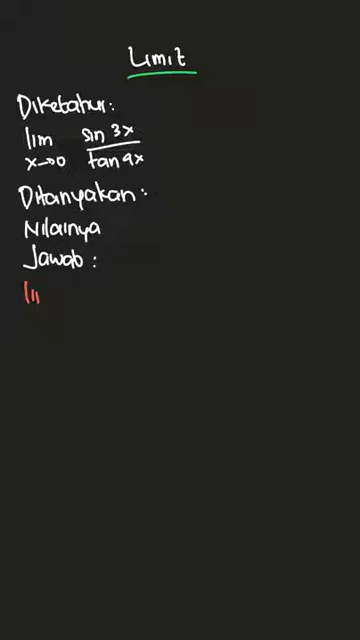 Limit
Diketahui:
lim sin 3x
x→0 tan 9x
Ditanyakan:
Nilainya
Jawab: